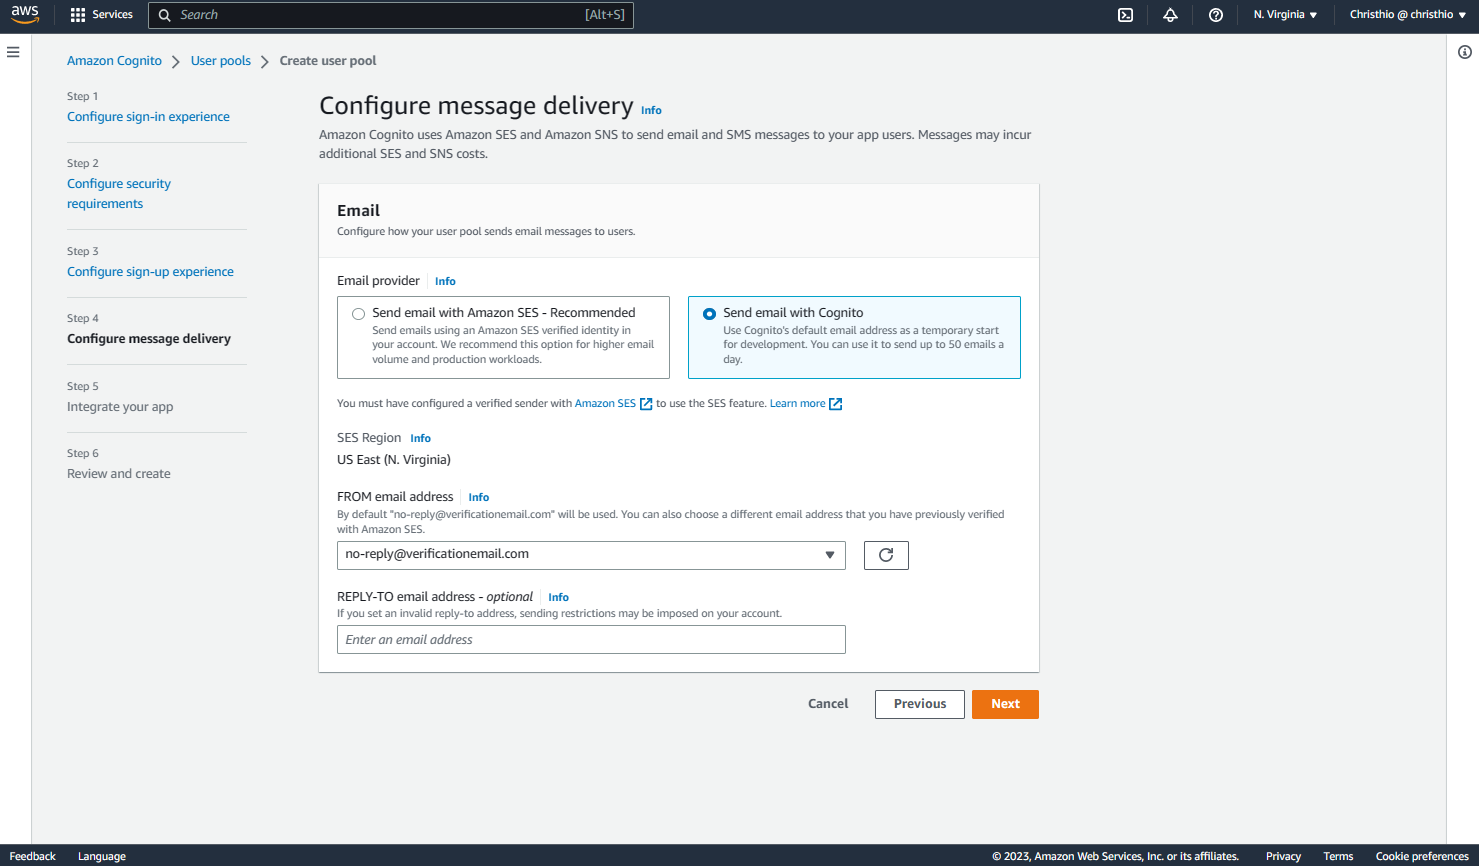 aws
Services
Search [Alt+S]
N. Virginia
Christhio @ christhio
Amazon Cognito
User pools
Create user pool
Step 1
Configure sign-in experience
Step 2
Configure security
requirements
Step 3
Configure sign-up experience
Step 4
Configure message delivery
Step 5
Integrate your app
Step 6
Review and create
Configure message delivery Info
Amazon Cognito uses Amazon SES and Amazon SNS to send email and SMS messages to your app users. Messages may incur
additional SES and SNS costs.
Email
Configure how your user pool sends email messages to users.
Email provider Info
Send email with Amazon SES - Recommended
Send emails using an Amazon SES verified identity in
your account. We recommend this option for higher email
volume and production workloads.
Send email with Cognito
Use Cognito's default email address as a temporary start
for development. You can use it to send up to 50 emails a
day.
You must have configured a verified sender with Amazon SES to use the SES feature. Learn more
SES Region Info
US East (N. Virginia)
FROM email address Info
By default "no-reply@verificationemail.com" will be used. You can also choose a different email address that you have previously verified
with Amazon SES.
no-reply@verificationemail.com
REPLY-TO email address - optional Info
If you set an invalid reply-to address, sending restrictions may be imposed on your account.
Enter an email address
Cancel
Previous
Next
Feedback
Language
© 2023, Amazon Web Services, Inc. or its affiliates.
Privacy
Terms
Cookie preferences